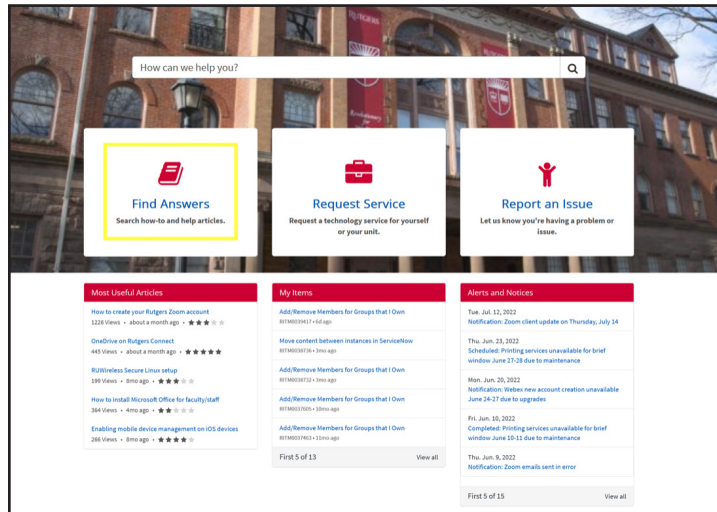 RUTGERS
How can we help you?
Revolutionary
for
Find Answers
Search how-to and help articles.
Request Service
Request a technology service for yourself
or your unit.
Report an Issue
Let us know you're having a problem or
issue.
Most Useful Articles
How to create your Rutgers Zoom account
1226 Views • about a month ago • ★★★☆☆
OneDrive on Rutgers Connect
445 Views • about a month ago • ★★★★★
RUWireless Secure Linux setup
199 Views • 8mo ago • ★★★☆☆
How to install Microsoft Office for faculty/staff
364 Views • 4mo ago • ★★☆☆☆
Enabling mobile device management on iOS devices
266 Views • 8mo ago • ★★★★☆
My Items
Add/Remove Members for Groups that I Own
RITM0039417 • 6d ago
Move content between instances in ServiceNow
RITM0038736 • 3mo ago
Add/Remove Members for Groups that I Own
RITM0038732 • 3mo ago
Add/Remove Members for Groups that I Own
RITM0037605 • 10mo ago
Add/Remove Members for Groups that I Own
RITM0037463 • 11mo ago
First 5 of 13 View all
Alerts and Notices
Tue. Jul. 12, 2022
Notification: Zoom client update on Thursday, July 14
Thu. Jun. 23, 2022
Scheduled: Printing services unavailable for brief
window June 27-28 due to maintenance
Mon. Jun. 20, 2022
Notification: Webex new account creation unavailable
June 24-27 due to upgrades
Fri. Jun. 10, 2022
Completed: Printing services unavailable for brief
window June 10-11 due to maintenance
Thu. Jun. 9, 2022
Notification: Zoom emails sent in error
First 5 of 15 View all